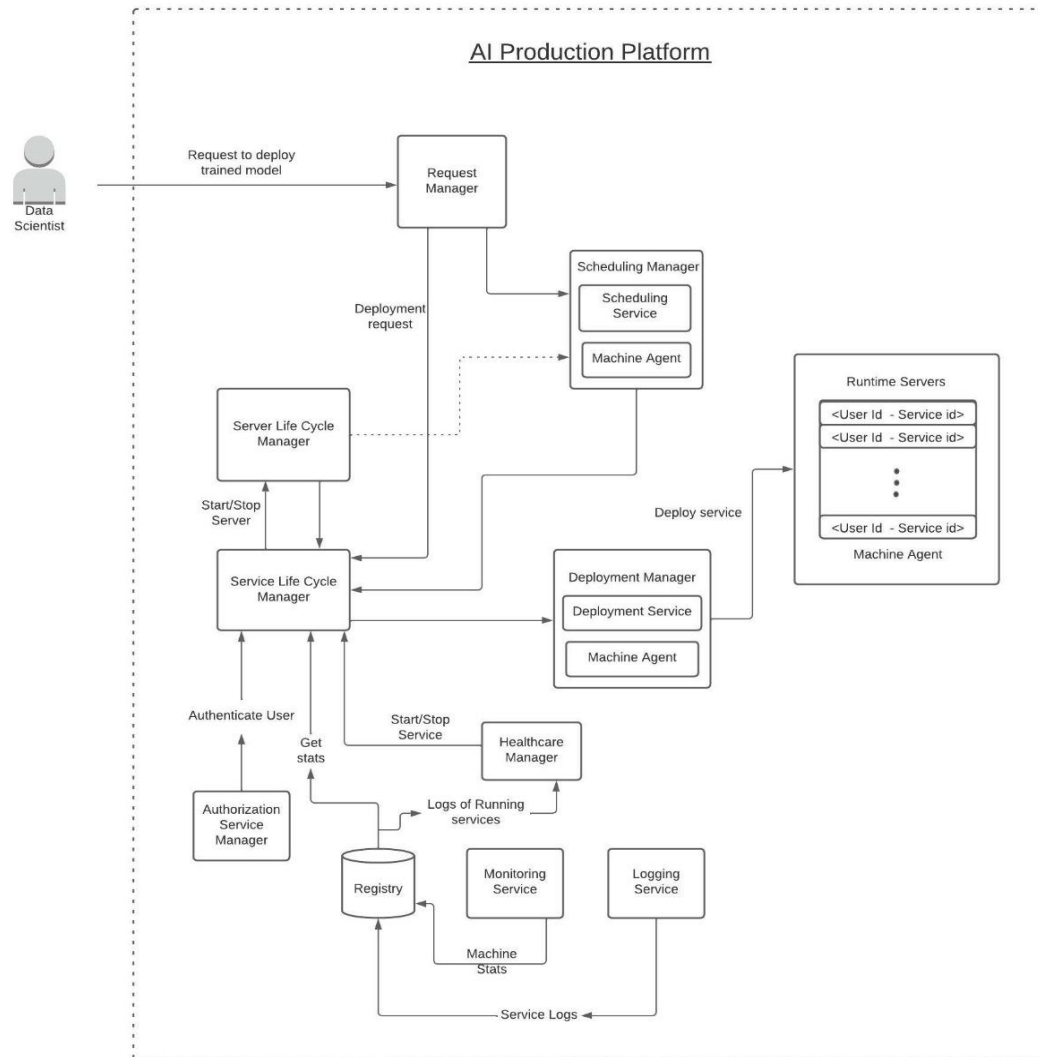 AI Production Platform
Request to deploy
trained model
Request
Manager
Data
Scientist
Scheduling Manager
Scheduling
Service
Machine Agent
Deployment
request
Runtime Servers
<User Id  - Service id>
<User Id  - Service id>
<User Id  - Service id>
Machine Agent
Server Life Cycle
Manager
Start/Stop
Server
Deploy service
Service Life Cycle
Manager
Deployment Manager
Deployment Service
Machine Agent
Authenticate User
Start/Stop
Service
Get
stats
Healthcare
Manager
Authorization
Service
Manager
Logs of Running
services
Registry
Monitoring
Service
Logging
Service
Machine
Stats
Service Logs